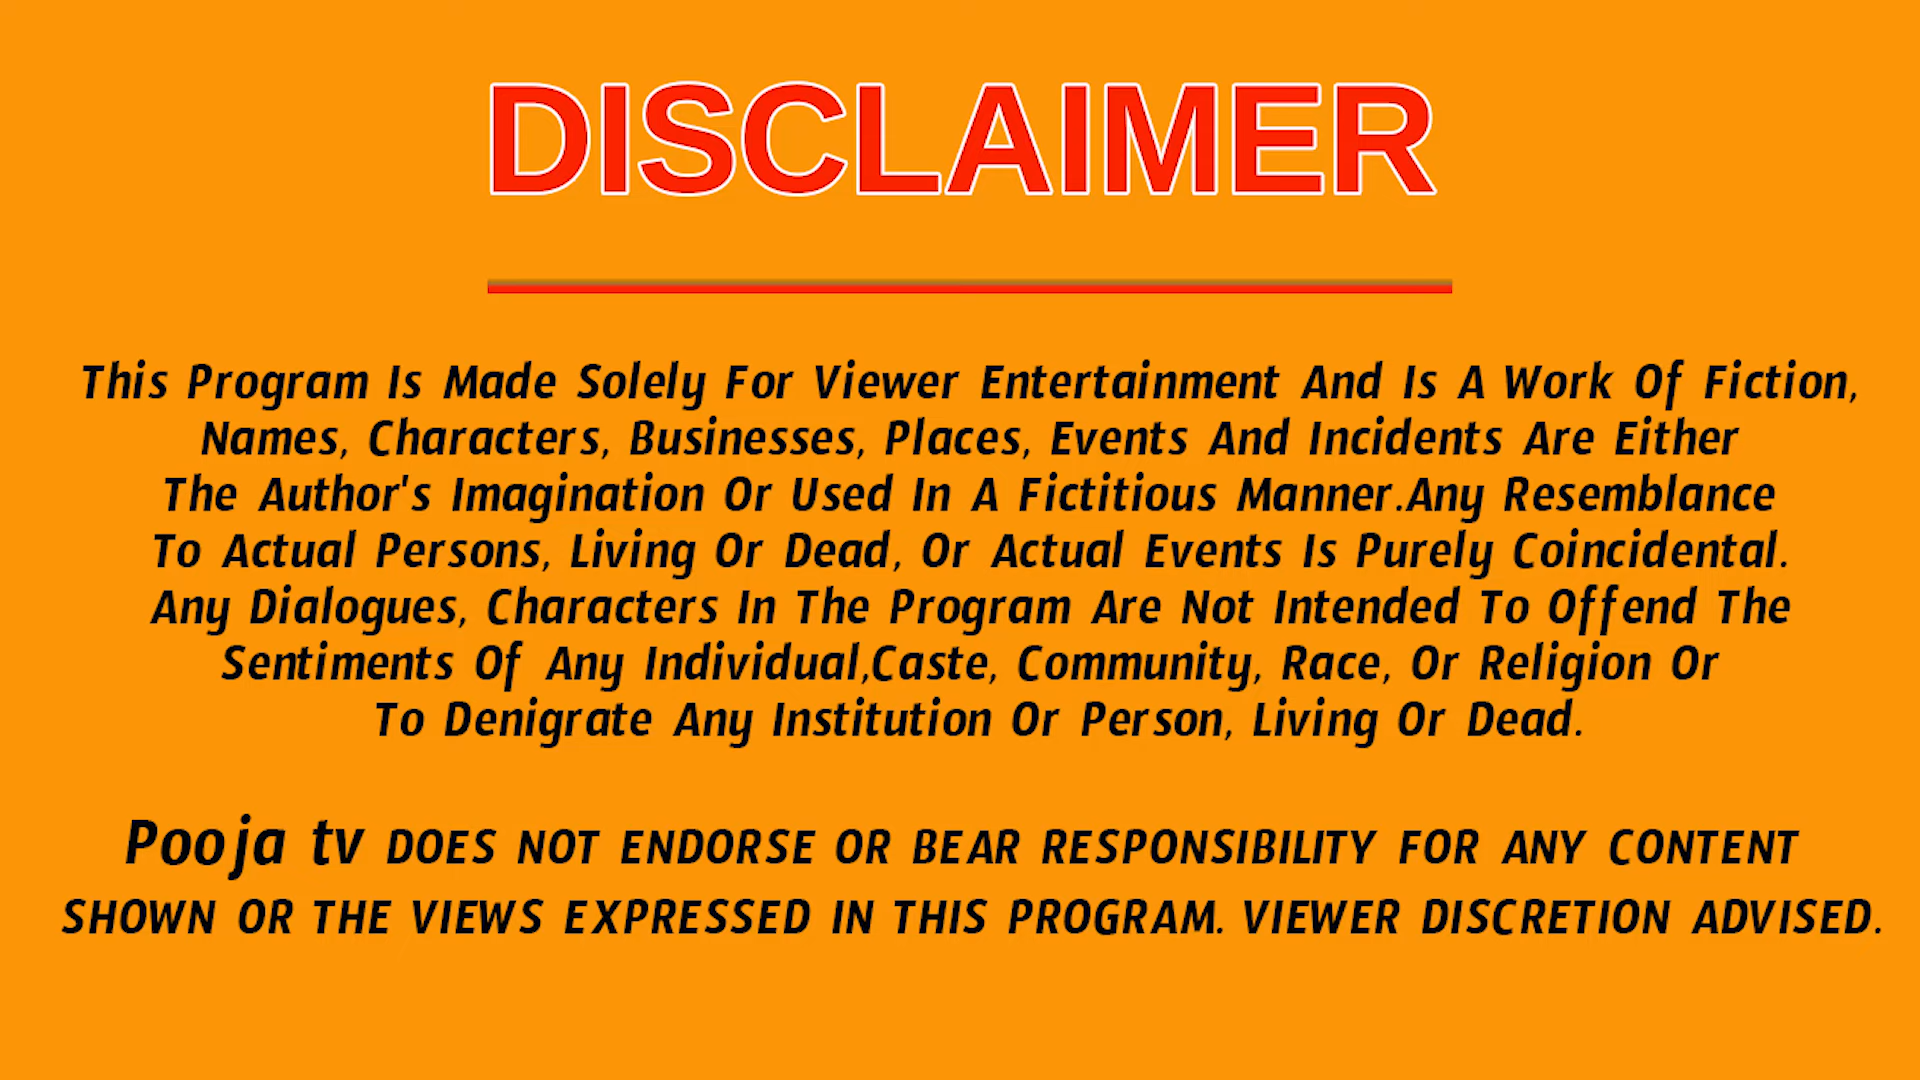 DISCLAIMER
This Program Is Made Solely For Viewer Entertainment And Is A Work Of Fiction,
Names, Characters, Businesses, Places, Events And Incidents Are Either
The Author's Imagination Or Used In A Fictitious Manner.Any Resemblance
To Actual Persons, Living Or Dead, Or Actual Events Is Purely Coincidental.
Any Dialogues, Characters In The Program Are Not Intended To Offend The
Sentiments Of Any Individual,Caste, Community, Race, Or Religion Or
To Denigrate Any Institution Or Person, Living Or Dead.
Pooja tv DOES NOT ENDORSE OR BEAR RESPONSIBILITY FOR ANY CONTENT
SHOWN OR THE VIEWS EXPRESSED IN THIS PROGRAM. VIEWER DISCRETION ADVISED.